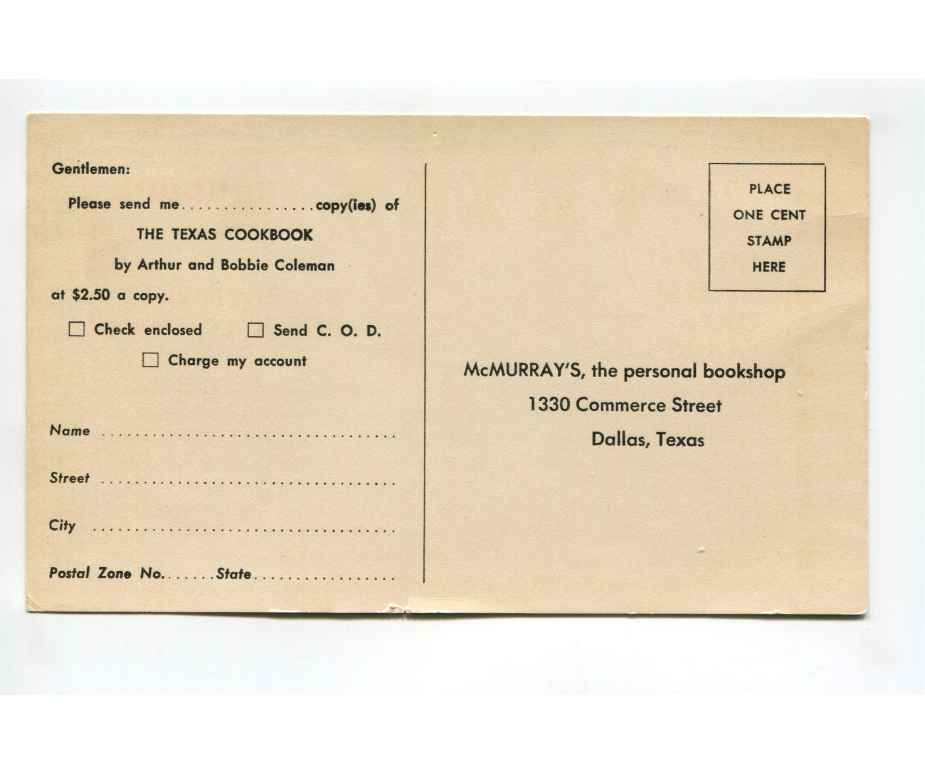 Gentlemen:
Please send me................copy(ies) of
THE TEXAS COOKBOOK
by Arthur and Bobbie Coleman
at $2.50 a copy.
☐ Check enclosed ☐ Send C. O. D.
☐ Charge my account
Name ....................................
Street ....................................
City .....................................
Postal Zone No.......State.................
PLACE
ONE CENT
STAMP
HERE
McMURRAY'S, the personal bookshop
1330 Commerce Street
Dallas, Texas